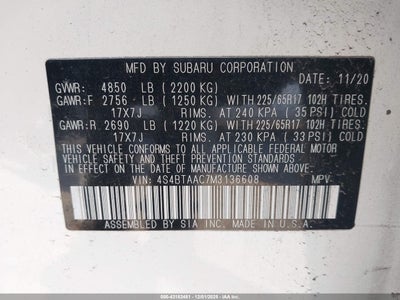 MFD BY SUBARU CORPORATION
DATE: 11/20
GVWR: 4850 LB (2200 KG)
GAWR:F 2756 LB (1250 KG) WITH 225/65R17 102H TIRES.
17X7J RIMS. AT 240 KPA (35 PSI) COLD
GAWR:R 2690 LB (1220 KG) WITH 225/65R17 102H TIRES.
17X7J RIMS. AT 230 KPA (33 PSI) COLD
THIS VEHICLE CONFORMS TO ALL APPLICABLE FEDERAL MOTOR
VEHICLE SAFETY, BUMPER, AND THEFT PREVENTION STANDARDS
IN EFFECT ON THE DATE OF MANUFACTURE SHOWN ABOVE.
VIN: 4S4BTAAC7M3136608 MPV
ASSEMBLED BY SIA INC. IN U.S.A.